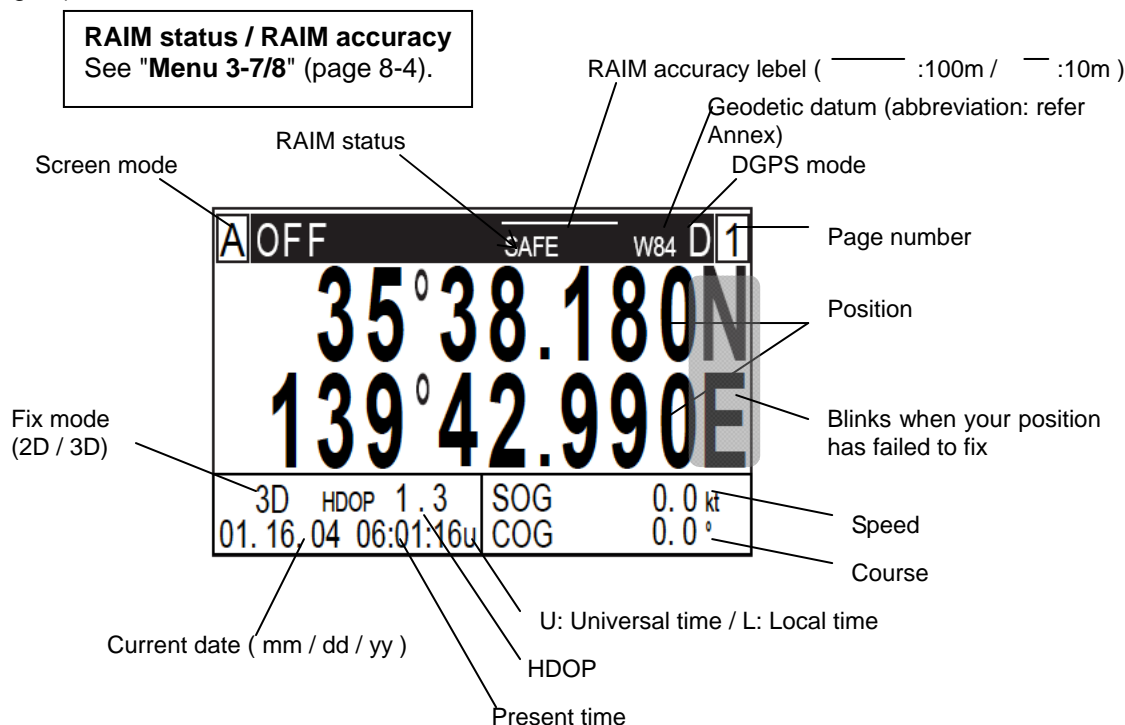 RAIM status / RAIM accuracy
See "Menu 3-7/8" (page 8-4).
RAIM accuracy lebel ( :100m / :10m )
Geodetic datum (abbreviation: refer
Annex)
RAIM status
DGPS mode
Screen mode
A OFF SAFE W84 D 1
Page number
35°38.180N
Position
139°42.990E
Fix mode
(2D / 3D)
Blinks when your position
has failed to fix
3D HDOP 1.3 SOG 0.0 kt
01.16.04 06:01:16u COG 0.0 °
Speed
Course
U: Universal time / L: Local time
Current date ( mm / dd / yy )
HDOP
Present time